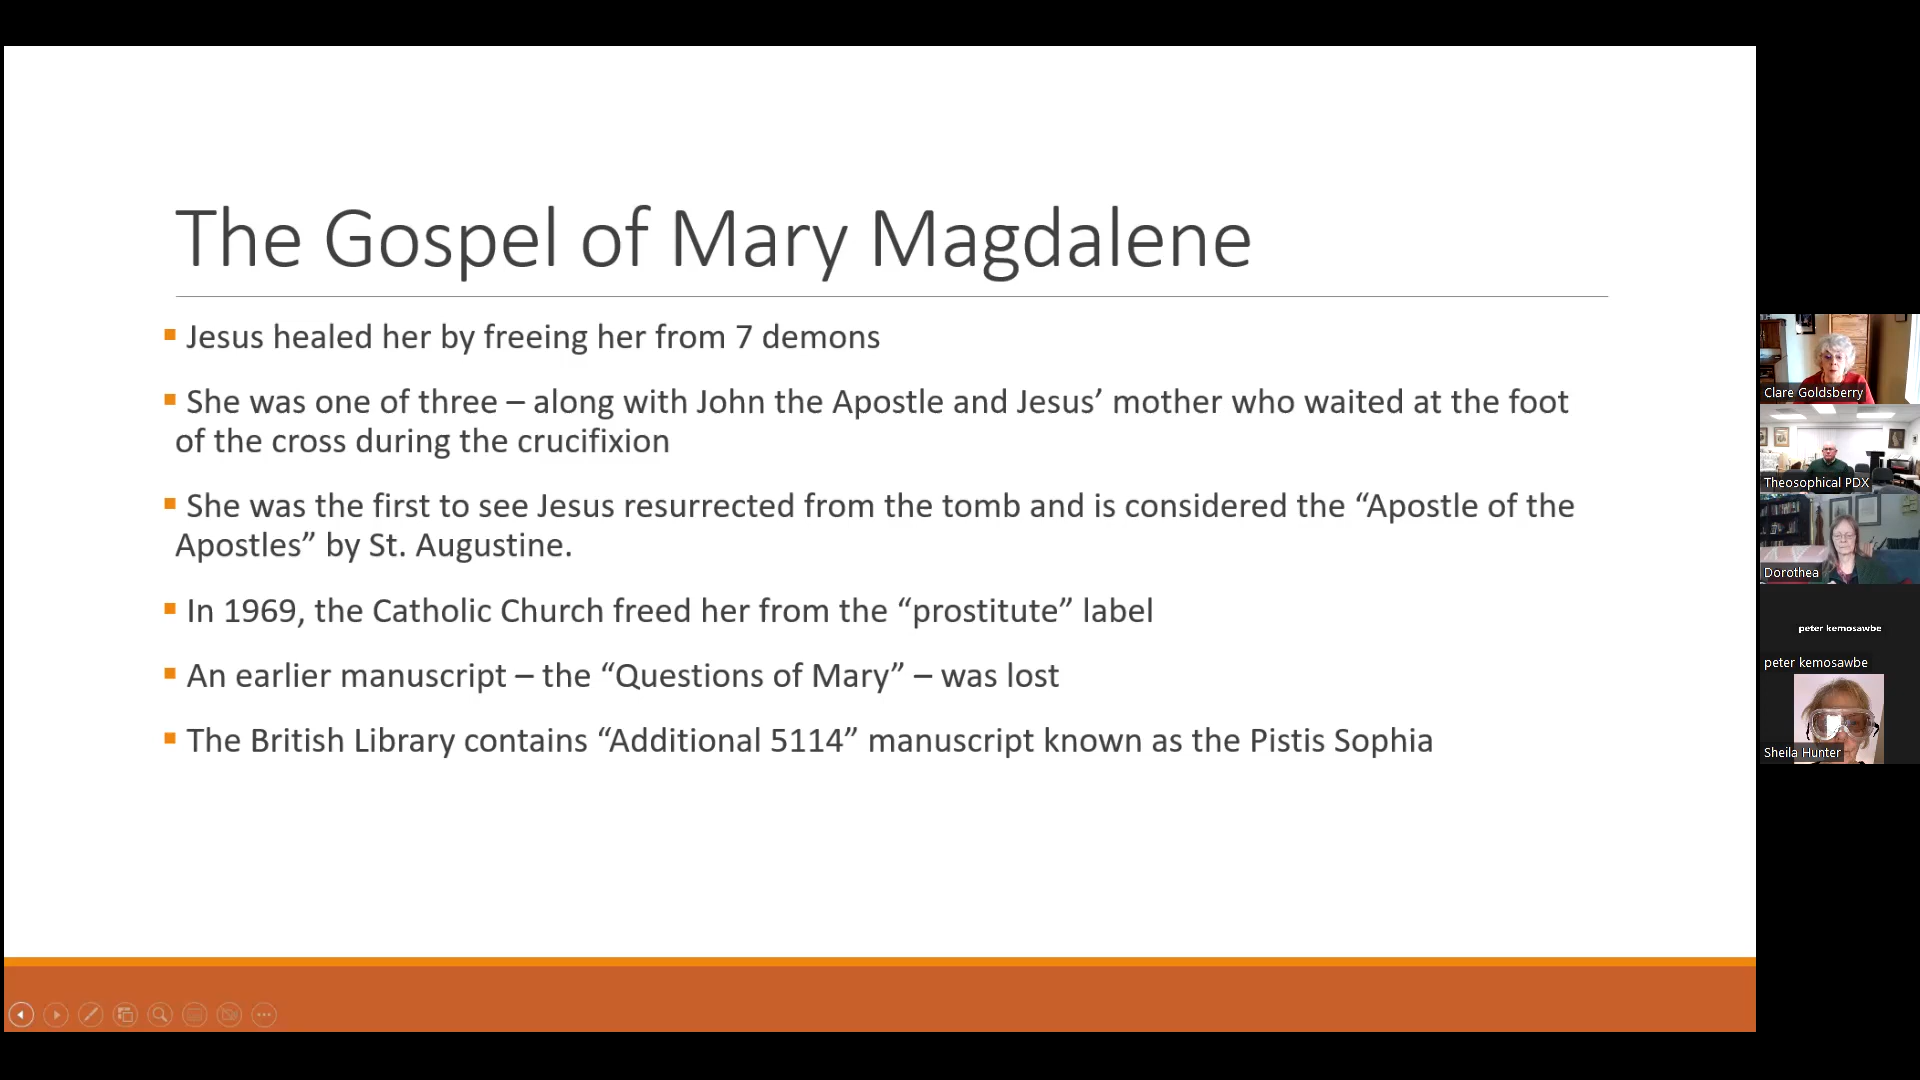 The Gospel of Mary Magdalene
Jesus healed her by freeing her from 7 demons
She was one of three – along with John the Apostle and Jesus’ mother who waited at the foot
of the cross during the crucifixion
She was the first to see Jesus resurrected from the tomb and is considered the “Apostle of the
Apostles” by St. Augustine.
In 1969, the Catholic Church freed her from the “prostitute” label
An earlier manuscript – the “Questions of Mary” – was lost
The British Library contains “Additional 5114” manuscript known as the Pistis Sophia
Clare Goldsberry
Theosophical PDX
Dorothea
peter kemosawbe
peter kemosawbe
Sheila Hunter